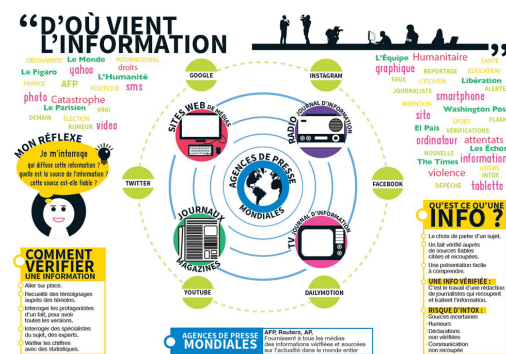 “D'OÙ VIENT
L'INFORMATION
”
DÉCOUVERTE Le Monde INTERNATIONAL
Le Figaro yahoo droits
L'Humanité
FRANCE AFP POLITIQUE sms
photo Catastrophe
Le Parisien VRAI
DEMAIN ÉLECTION
RUMEUR video
L'Équipe Humanitaire SANTÉ
graphique REPORTAGE ÉDUCATION
FAUX CITOYEN Libération
JOURNALISTE smartphone ALERTE
INVENTION
site Washington Pos
SPORT FLASH
El Pais VÉRIFICATIONS
ordinateur attentats
NOUVELLE Les Échos
The Times information
LOISIRS
violence INTOX
DÉPÊCHE tablette
MON RÉFLEXE
Je m'interroge
qui diffuse cette information ?
quelle est la source de l'information ?
cette source est-elle fiable ?
GOOGLE
INSTAGRAM
TWITTER
FACEBOOK
YOUTUBE
DAILYMOTION
SITES WEB DE MÉDIAS
RADIO JOURNAL D'INFORMATION
AGENCES DE PRESSE
MONDIALES
JOURNAUX
MAGAZINES
TV JOURNAL D'INFORMATION
COMMENT
VÉRIFIER
UNE INFORMATION
Aller sur place.
Recueillir des témoignages
auprès des témoins.
Interroger les protagonistes
d'un fait, pour avoir
toutes les versions.
Interroger des spécialistes
du sujet, des experts.
Vérifier les chiffres
avec des statistiques.
AGENCES DE PRESSE
MONDIALES
AFP, Reuters, AP,
Fournissent à tous les médias
des informations vérifiées et sourcées
sur l'actualité dans le monde entier
QU'EST CE QU'UNE
INFO ?
Le choix de parler d'un sujet.
Un fait vérifié auprès
de sources fiables
citées et recoupées.
Une présentation facile
à comprendre.
UNE INFO VÉRIFIÉE :
C'est le travail d'une rédaction
de journalistes qui recoupent
et traitent l'information.
RISQUE D'INTOX :
-Sources incertaines
-Rumeurs
-Déclarations
non vérifiées
-Communication
non recoupée